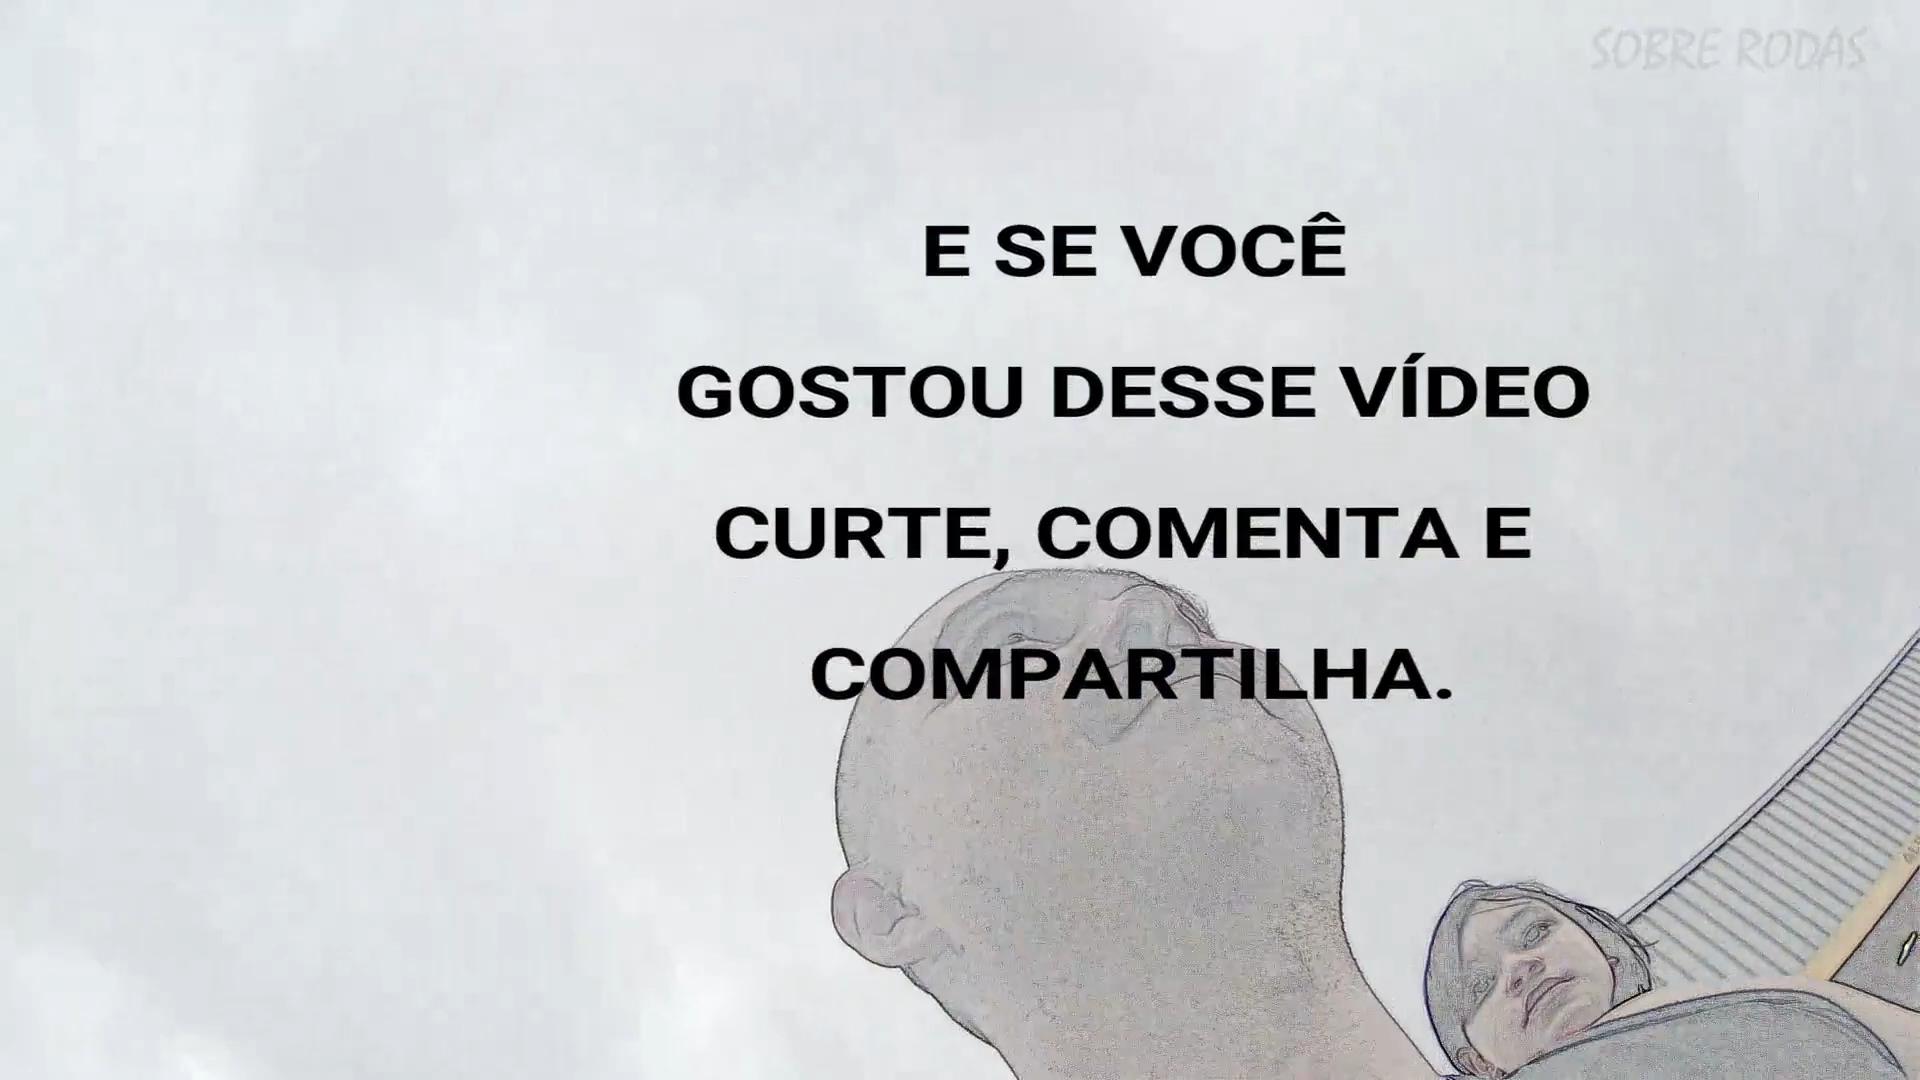 SOBRE RODAS
E SE VOCÊ
GOSTOU DESSE VÍDEO
CURTE, COMENTA E
COMPARTILHA.